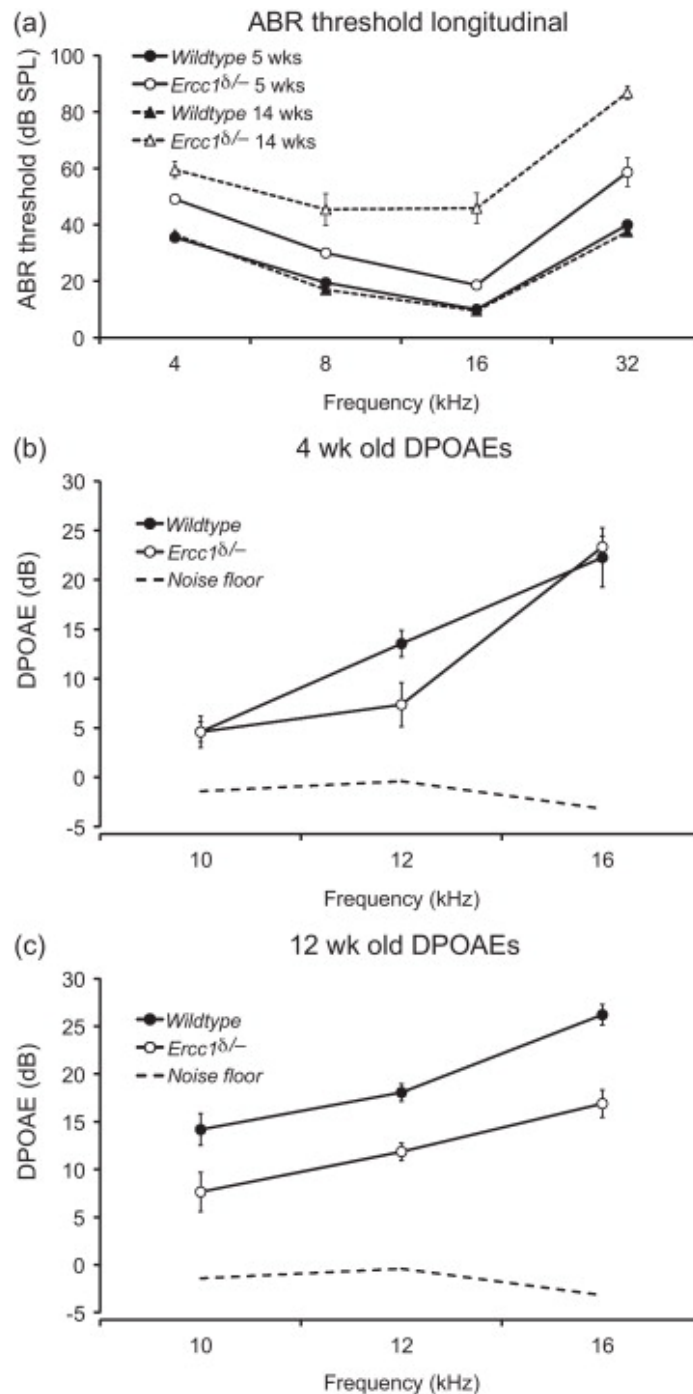 (a) ABR threshold longitudinal
ABR threshold (dB SPL)
100
80
60
40
20
0
Wildtype 5 wks
Ercc1δ/− 5 wks
Wildtype 14 wks
Ercc1δ/− 14 wks
4 8 16 32
Frequency (kHz)
(b) 4 wk old DPOAEs
DPOAE (dB)
30
25
20
15
10
5
0
-5
Wildtype
Ercc1δ/−
Noise floor
10 12 16
Frequency (kHz)
(c) 12 wk old DPOAEs
DPOAE (dB)
30
25
20
15
10
5
0
-5
Wildtype
Ercc1δ/−
Noise floor
10 12 16
Frequency (kHz)